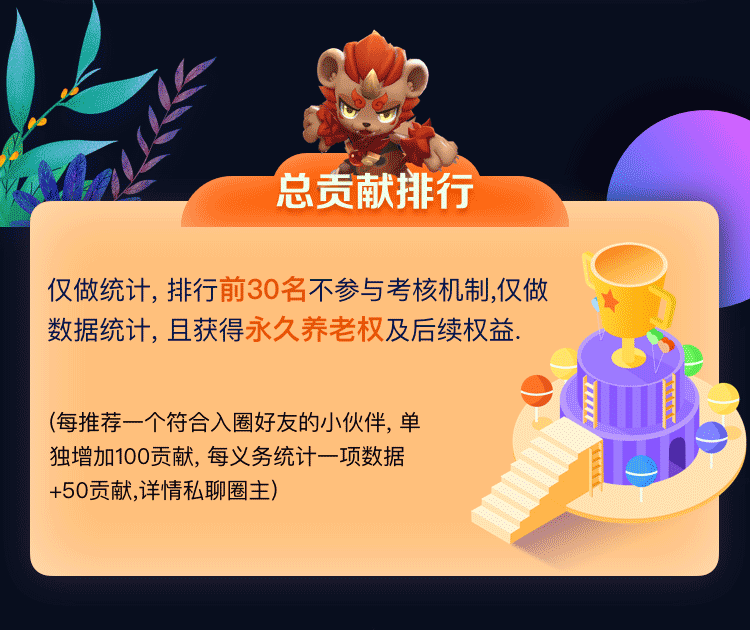 总贡献排行
仅做统计, 排行前30名不参与考核机制,仅做
数据统计, 且获得永久养老权及后续权益.
(每推荐一个符合入圈好友的小伙伴, 单
独增加100贡献, 每义务统计一项数据
+50贡献,详情私聊圈主)